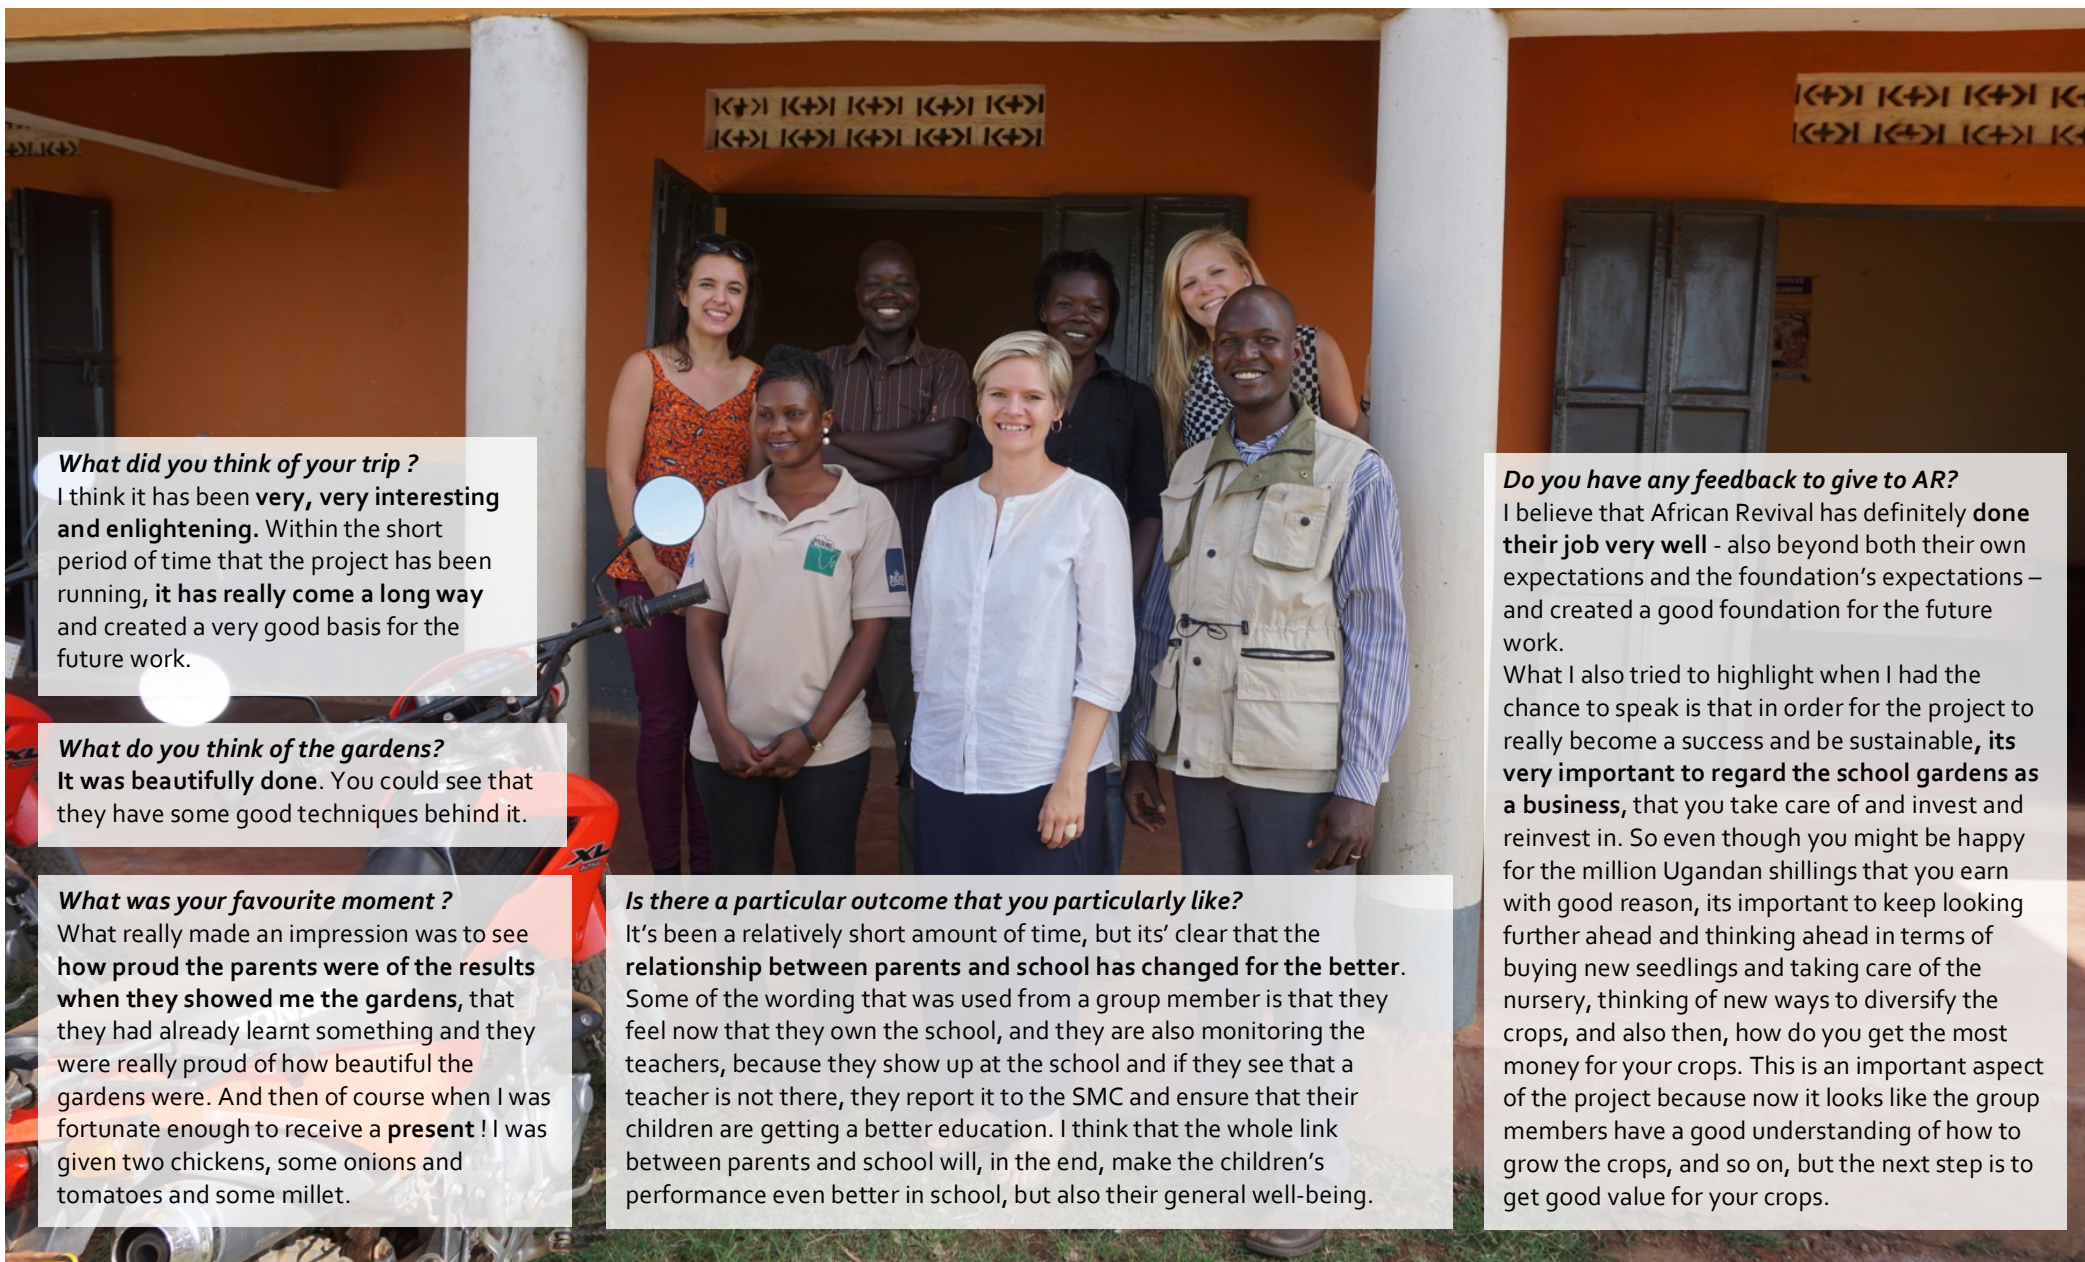 What did you think of your trip ?
I think it has been very, very interesting
and enlightening. Within the short
period of time that the project has been
running, it has really come a long way
and created a very good basis for the
future work.
What do you think of the gardens?
It was beautifully done. You could see that
they have some good techniques behind it.
What was your favourite moment ?
What really made an impression was to see
how proud the parents were of the results
when they showed me the gardens, that
they had already learnt something and they
were really proud of how beautiful the
gardens were. And then of course when I was
fortunate enough to receive a present ! I was
given two chickens, some onions and
tomatoes and some millet.
Is there a particular outcome that you particularly like?
It's been a relatively short amount of time, but its' clear that the
relationship between parents and school has changed for the better.
Some of the wording that was used from a group member is that they
feel now that they own the school, and they are also monitoring the
teachers, because they show up at the school and if they see that a
teacher is not there, they report it to the SMC and ensure that their
children are getting a better education. I think that the whole link
between parents and school will, in the end, make the children's
performance even better in school, but also their general well-being.
Do you have any feedback to give to AR?
I believe that African Revival has definitely done
their job very well - also beyond both their own
expectations and the foundation's expectations –
and created a good foundation for the future
work.
What I also tried to highlight when I had the
chance to speak is that in order for the project to
really become a success and be sustainable, its
very important to regard the school gardens as
a business, that you take care of and invest and
reinvest in. So even though you might be happy
for the million Ugandan shillings that you earn
with good reason, its important to keep looking
further ahead and thinking ahead in terms of
buying new seedlings and taking care of the
nursery, thinking of new ways to diversify the
crops, and also then, how do you get the most
money for your crops. This is an important aspect
of the project because now it looks like the group
members have a good understanding of how to
grow the crops, and so on, but the next step is to
get good value for your crops.
XL
XL
HONDA